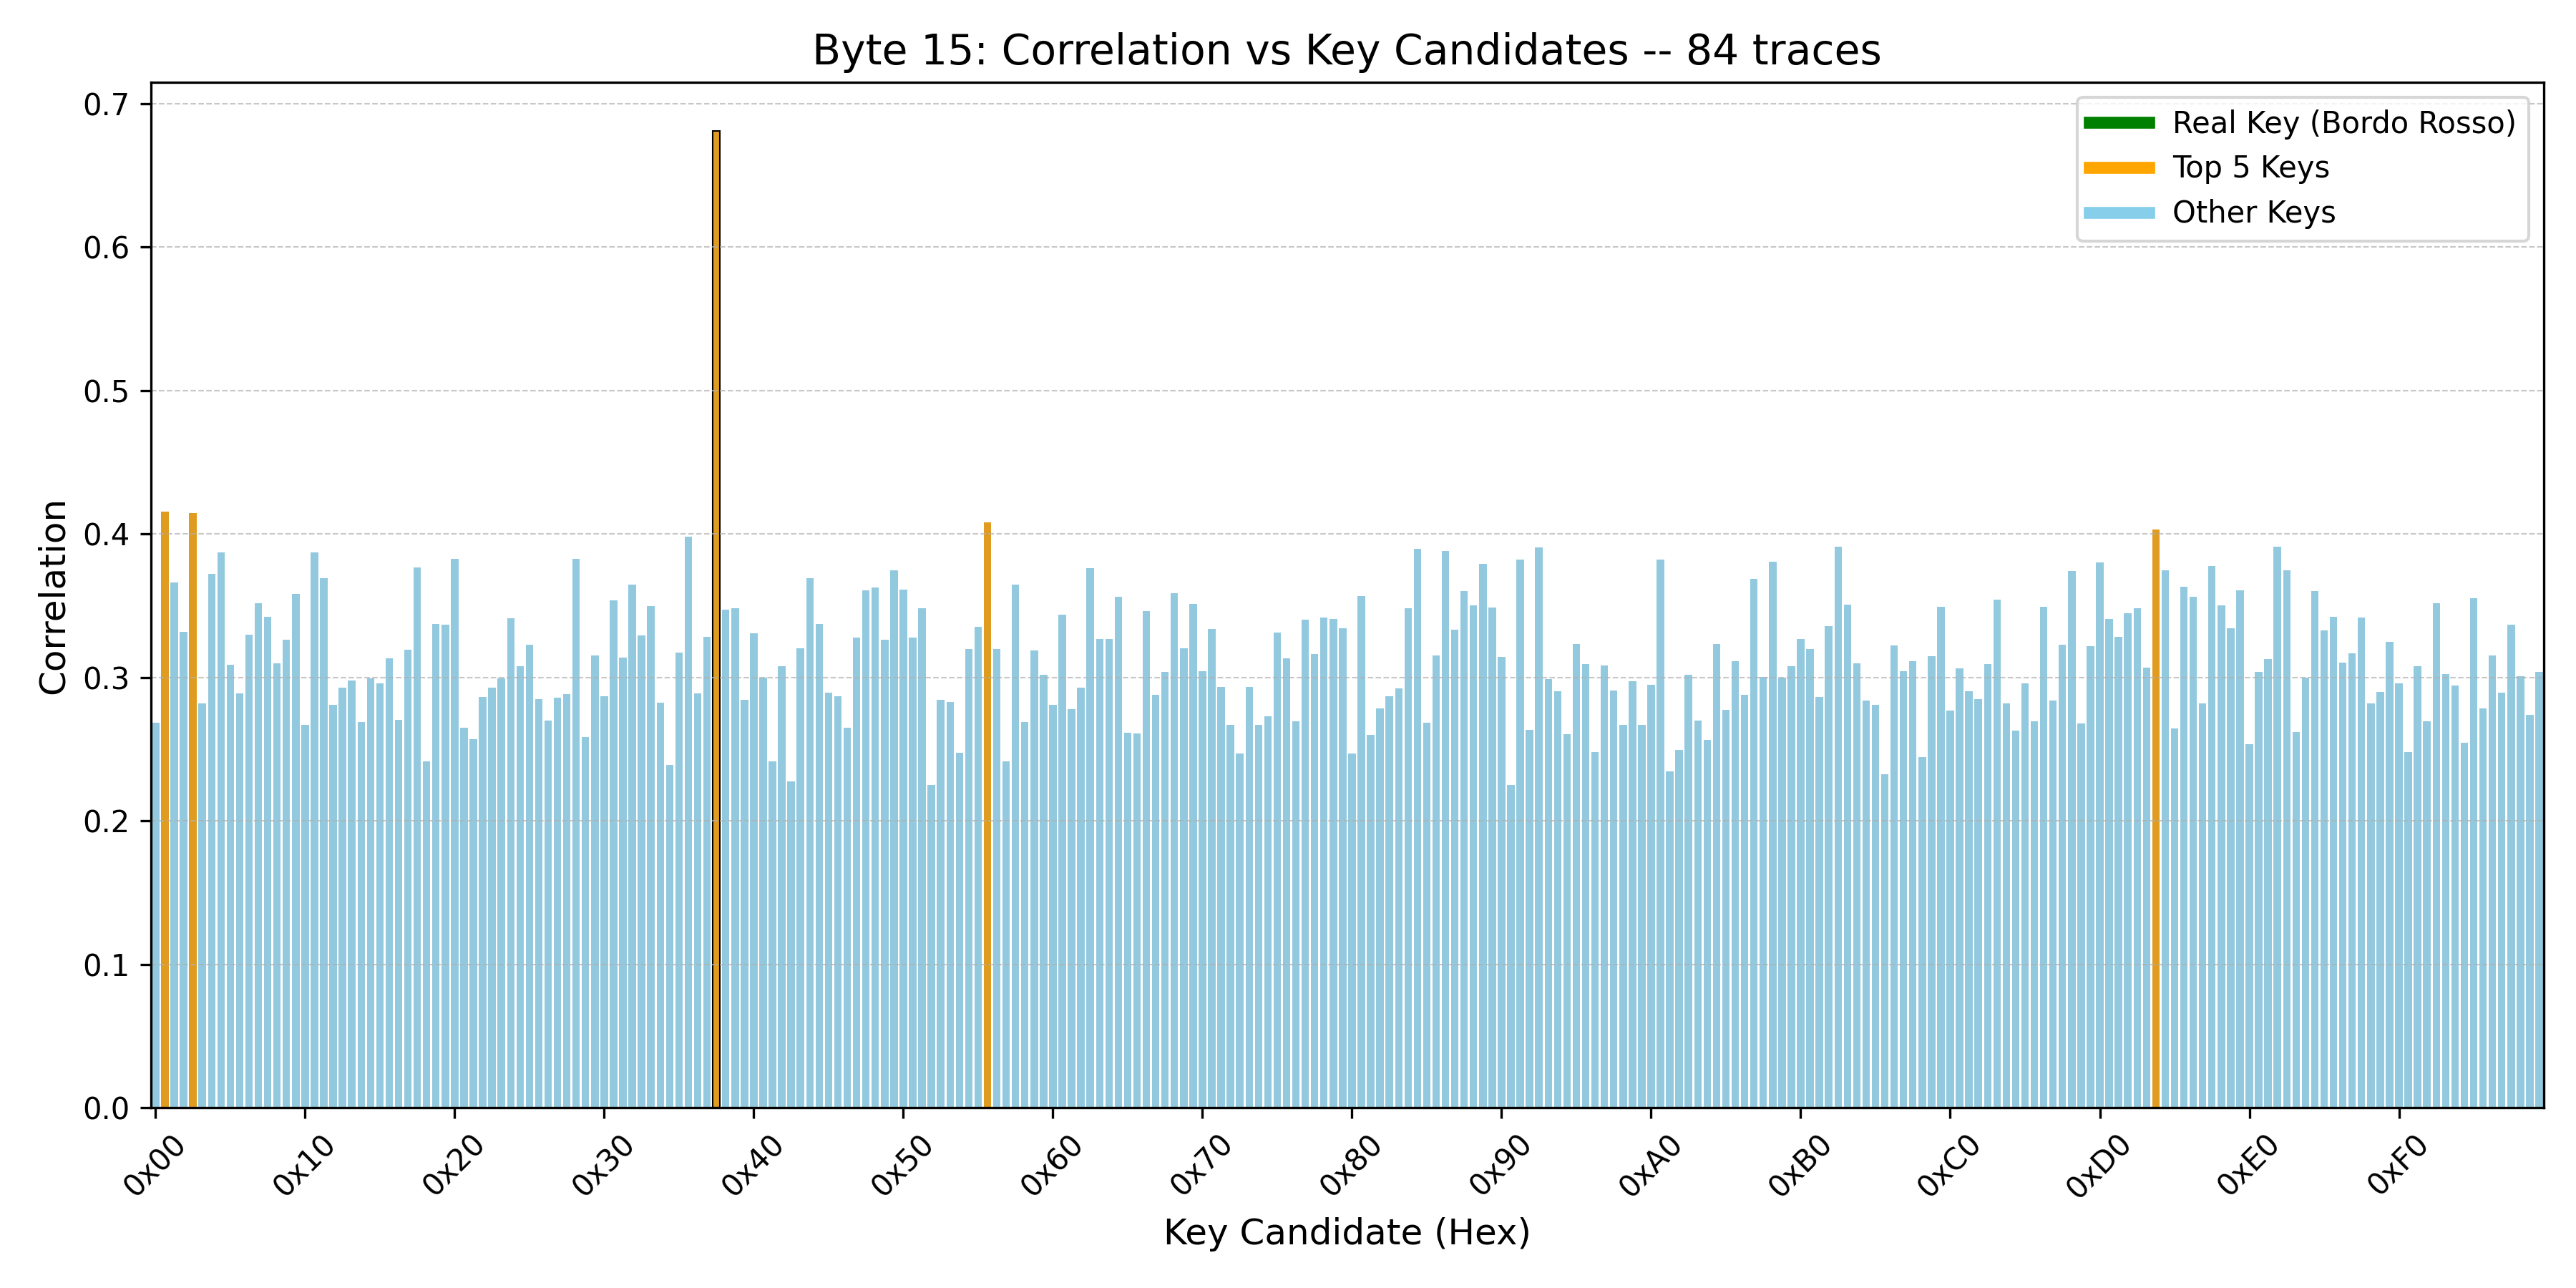 Byte 15: Correlation vs Key Candidates -- 84 traces
Real Key (Bordo Rosso)
Top 5 Keys
Other Keys
Correlation
0.7
0.6
0.5
0.4
0.3
0.2
0.1
0.0
0x00 0x10 0x20 0x30 0x40 0x50 0x60 0x70 0x80 0x90 0xA0 0xB0 0xC0 0xD0 0xE0 0xF0
Key Candidate (Hex)